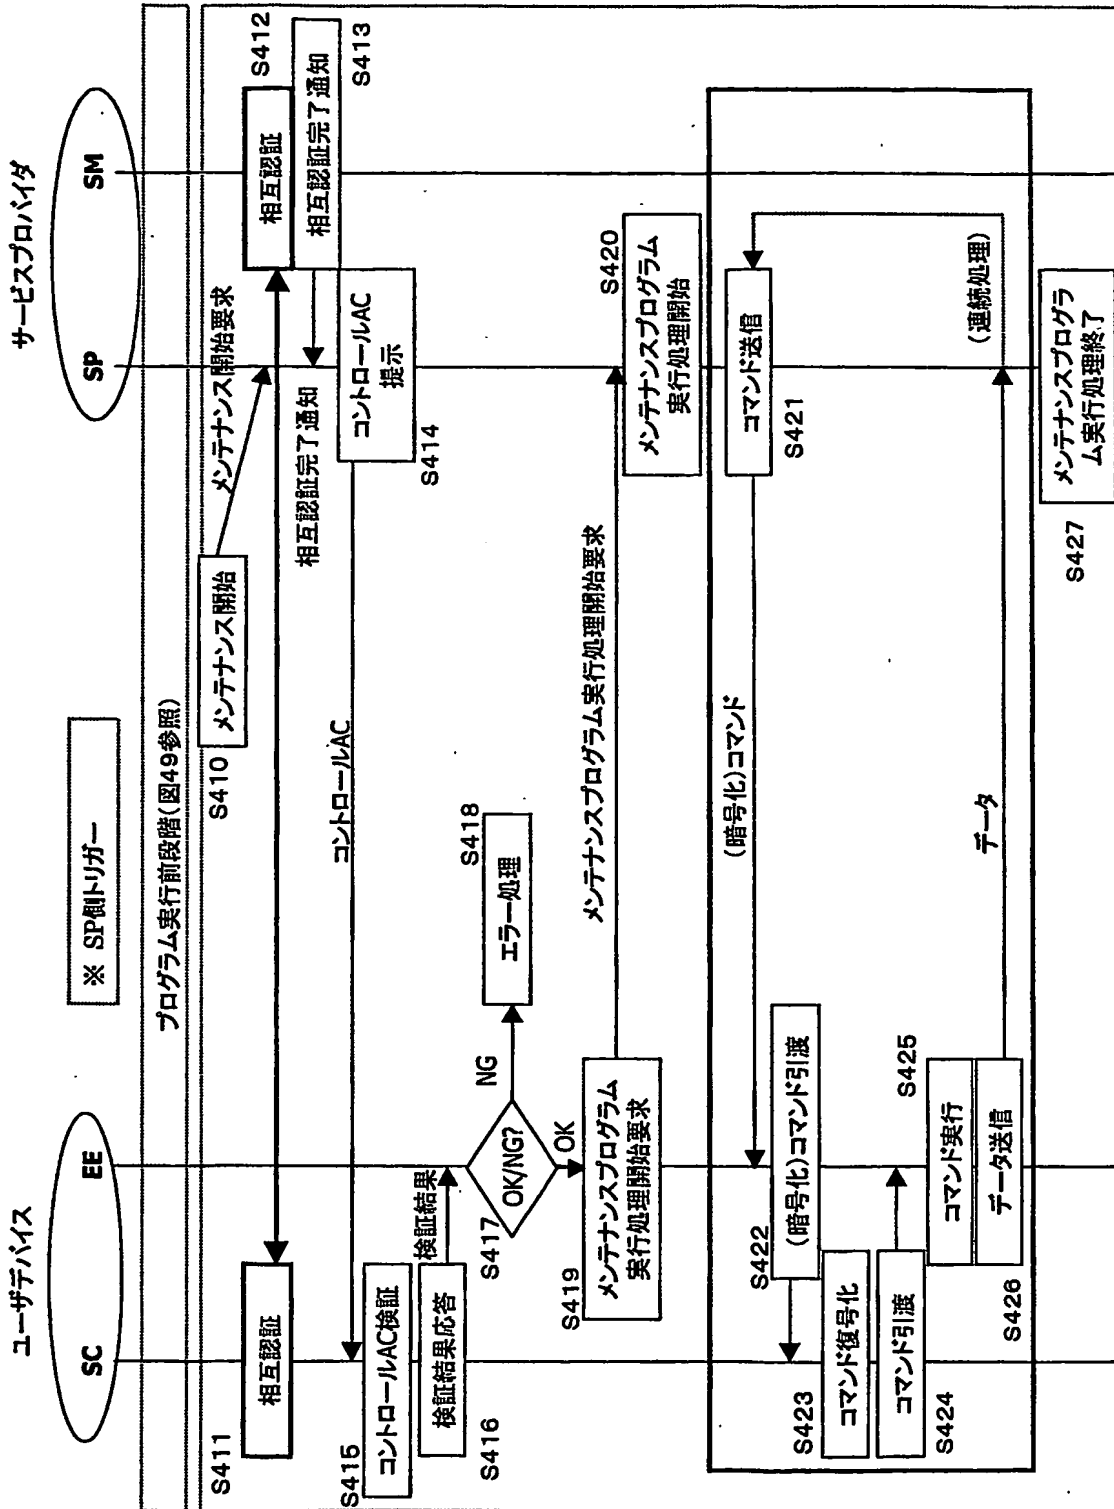 ユーザデバイス
サービスプロバイダ
SC
EE
SP
SM
※ SP側トリガー
プログラム実行前段階(図49参照)
S410
メンテナンス開始
メンテナンス開始要求
S411
相互認証
相互認証
S412
相互認証完了通知
相互認証完了通知
S413
コントロールAC
コントロールAC
提示
S414
S415
コントロールAC検証
検証結果応答
S416
検証結果
S417
OK/NG?
NG
OK
エラー処理
S418
S419
メンテナンスプログラム
実行処理開始要求
メンテナンスプログラム実行処理開始要求
メンテナンスプログラム
実行処理開始
S420
コマンド送信
S421
(暗号化)コマンド
(連続処理)
S422
(暗号化)コマンド引渡
S423
コマンド復号化
コマンド引渡
S424
S425
コマンド実行
データ送信
S426
データ
メンテナンスプログラ
ム実行処理終了
S427